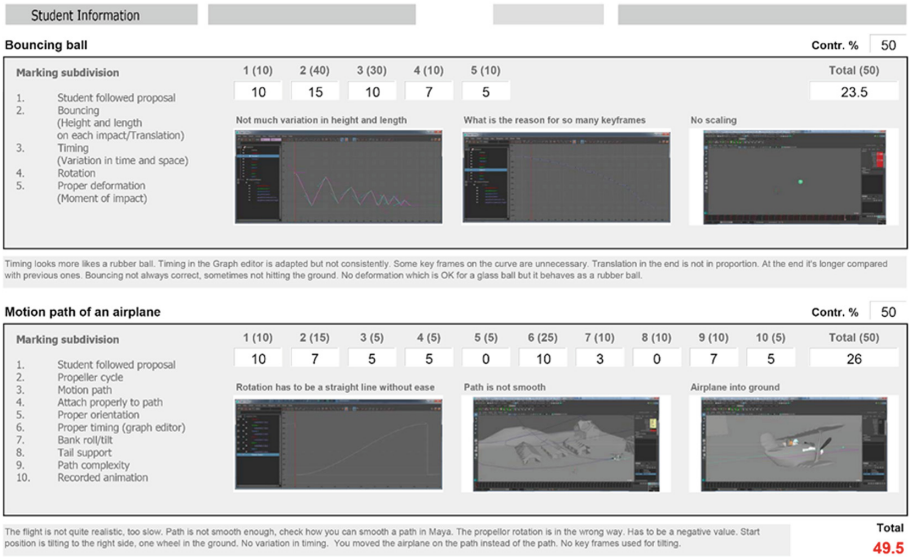 Student Information
Bouncing ball Contr. % 50
Marking subdivision 1 (10) 2 (40) 3 (30) 4 (10) 5 (10) Total (50)
10 15 10 7 5 23.5
1. Student followed proposal
2. Bouncing
(Height and length
on each impact/Translation)
3. Timing
(Variation in time and space)
4. Rotation
5. Proper deformation
(Moment of impact)
Not much variation in height and length What is the reason for so many keyframes No scaling
Timing looks more likes a rubber ball. Timing in the Graph editor is adapted but not consistently. Some key frames on the curve are unnecessary. Translation in the end is not in proportion. At the end it's longer compared
with previous ones. Bouncing not always correct, sometimes not hitting the ground. No deformation which is OK for a glass ball but it behaves as a rubber ball.
Motion path of an airplane Contr. % 50
Marking subdivision 1 (10) 2 (15) 3 (5) 4 (5) 5 (5) 6 (25) 7 (10) 8 (10) 9 (10) 10 (5) Total (50)
10 7 5 5 0 10 3 0 7 5 26
1. Student followed proposal
2. Propeller cycle
3. Motion path
4. Attach properly to path
5. Proper orientation
6. Proper timing (graph editor)
7. Bank roll/tilt
8. Tail support
9. Path complexity
10. Recorded animation
Rotation has to be a straight line without ease Path is not smooth Airplane into ground
The flight is not quite realistic, too slow. Path is not smooth enough, check how you can smooth a path in Maya. The propellor rotation is in the wrong way. Has to be a negative value. Start
position is tilting to the right side, one wheel in the ground. No variation in timing. You moved the airplane on the path instead of the path. No key frames used for tilting.
Total
49.5